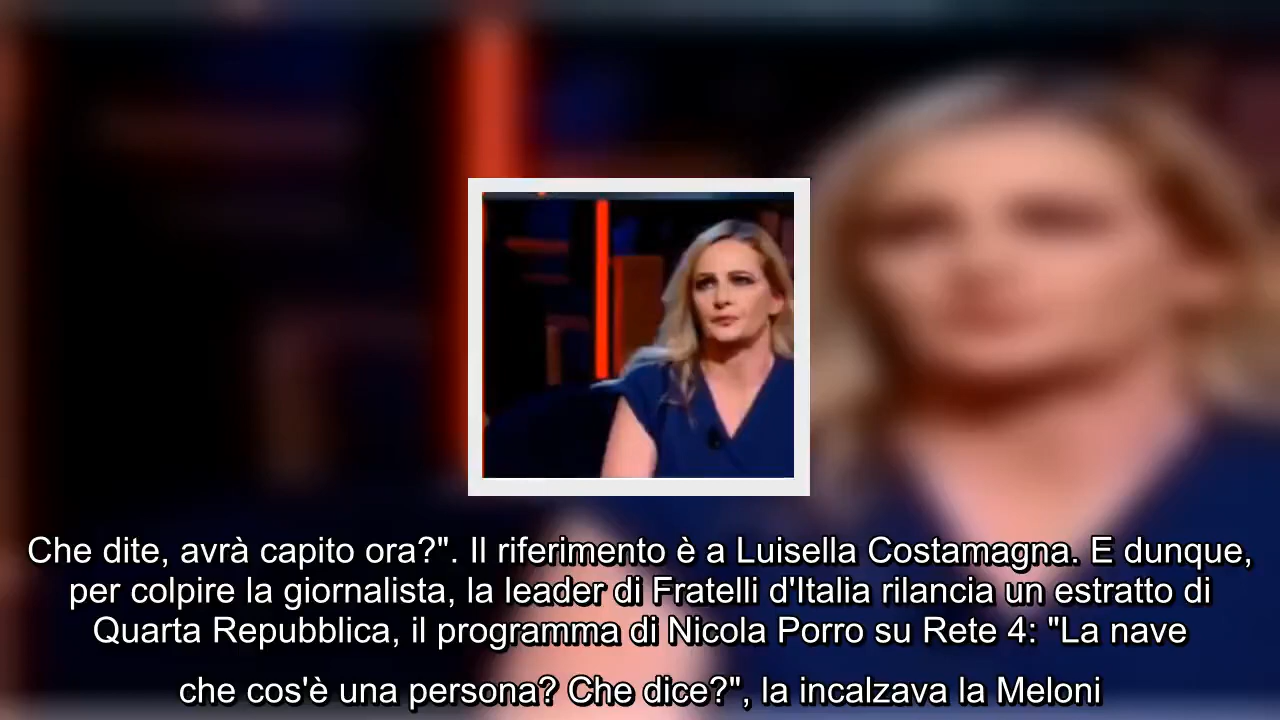 Che dite, avrà capito ora?". Il riferimento è a Luisella Costamagna. E dunque,
per colpire la giornalista, la leader di Fratelli d'Italia rilancia un estratto di
Quarta Repubblica, il programma di Nicola Porro su Rete 4: "La nave
che cos'è una persona? Che dice?", la incalzava la Meloni